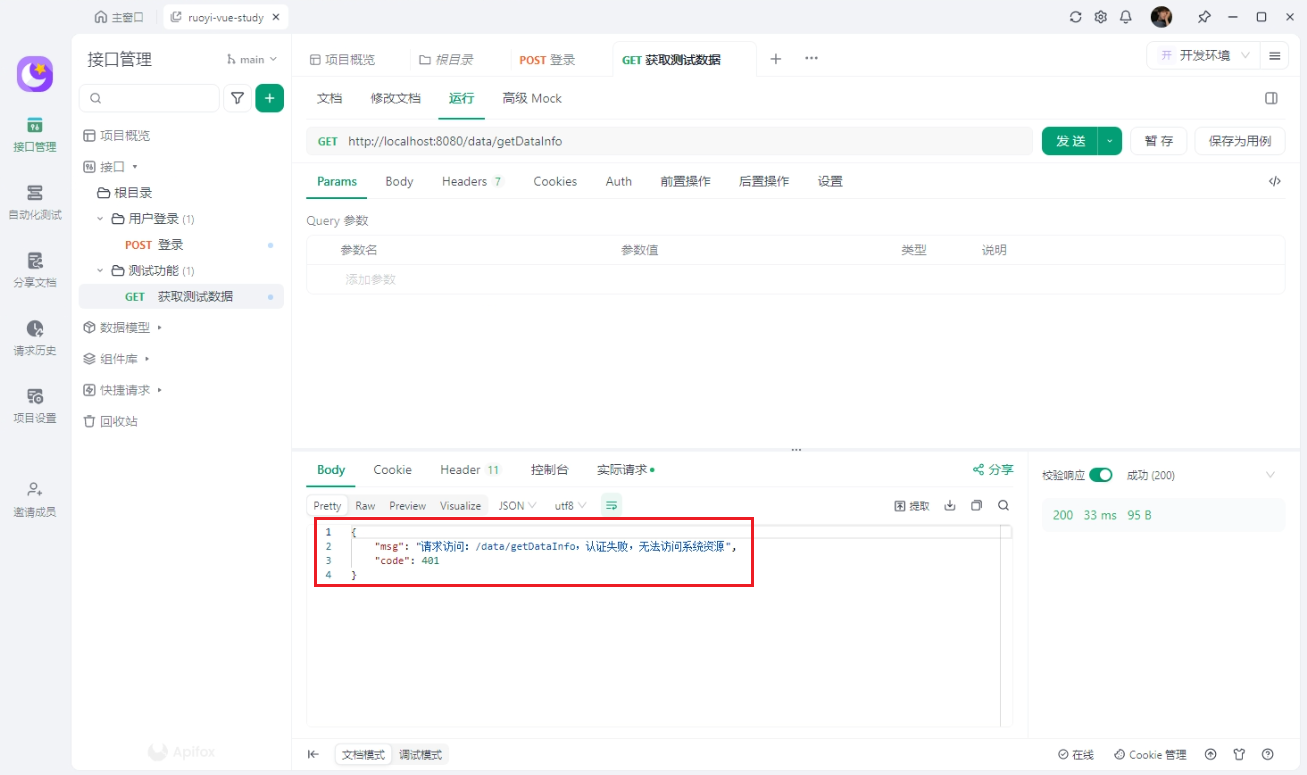 主窗口
ruoyi-vue-study
接口管理
main
项目概览
根目录
POST 登录
GET 获取测试数据
开 开发环境
接口管理
自动化测试
分享文档
请求历史
项目设置
邀请成员
项目概览
接口
根目录
用户登录 (1)
POST 登录
测试功能 (1)
GET 获取测试数据
数据模型
组件库
快捷请求
回收站
Apifox
文档 修改文档 运行 高级 Mock
GET http://localhost:8080/data/getDataInfo
发 送
暂 存
保存为用例
Params Body Headers 7 Cookies Auth 前置操作 后置操作 设置
Query 参数
参数名 参数值 类型 说明
添加参数
Body Cookie Header 11 控制台 实际请求
分享
Pretty Raw Preview Visualize JSON utf8
提取
1 {
2 "msg": "请求访问：/data/getDataInfo，认证失败，无法访问系统资源",
3 "code": 401
4 }
校验响应 成功 (200)
200 33 ms 95 B
文档模式 调试模式
在线 Cookie 管理